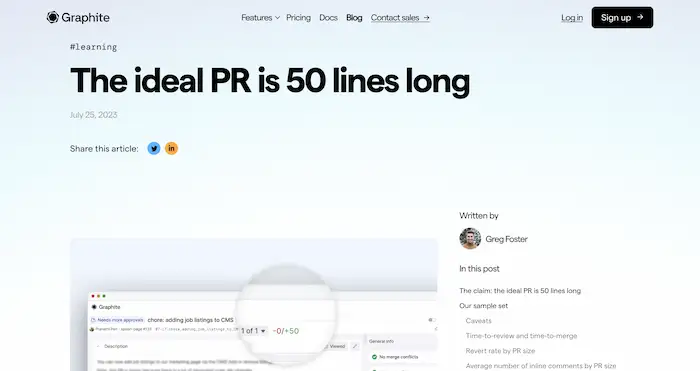 Graphite
Features Pricing Docs Blog Contact sales → Log in Sign up →
#learning
The ideal PR is 50 lines long
July 25, 2023
Share this article:
Written by
Greg Foster
In this post
The claim: the ideal PR is 50 lines long
Our sample set
Caveats
Time-to-review and time-to-merge
Revert rate by PR size
Average number of inline comments by PR size
Graphite
Needs more approvals chore: adding job listings to CMS
1 of 1 -0/+50
Description
Viewed
General info
No merge conflicts